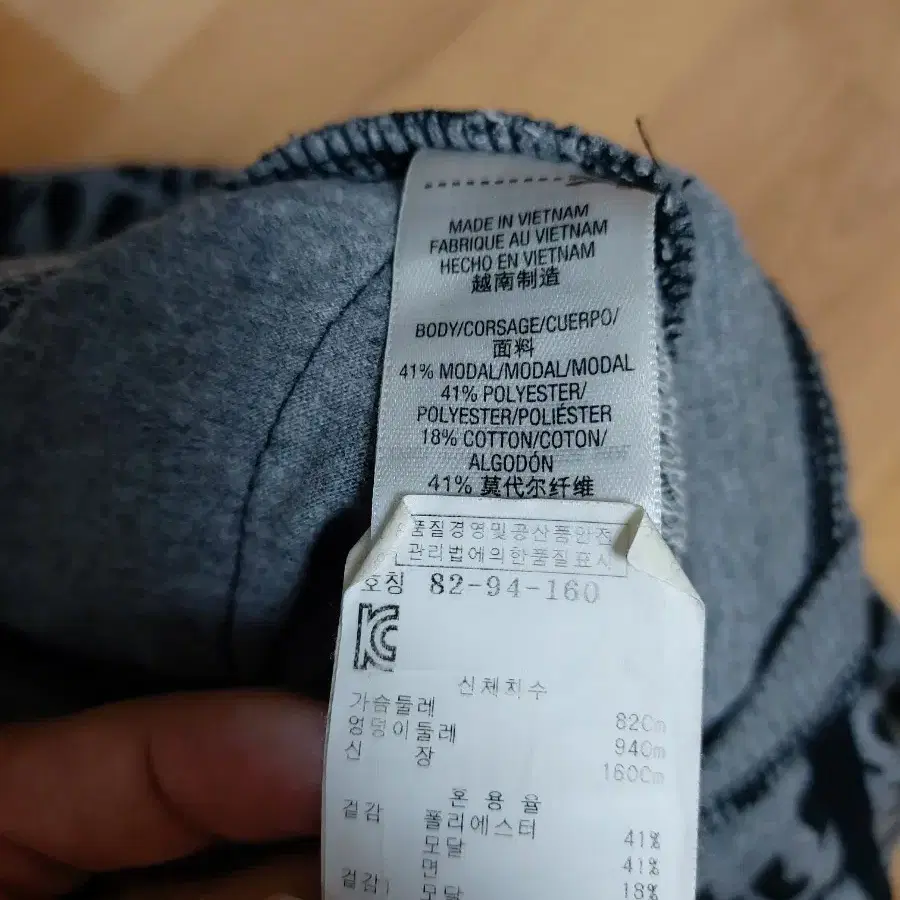 MADE IN VIETNAM
FABRIQUE AU VIETNAM
HECHO EN VIETNAM
越南制造
BODY/CORSAGE/CUERPO/
面料
41% MODAL/MODAL/MODAL
41% POLYESTER/
POLYESTER/POLIÉSTER
18% COTTON/COTON/
ALGODÓN
41% 莫代尔纤维
품질경영및공산품안전
관리법에의한품질표시
호칭 82-94-160
신체치수
가슴둘레 82Cm
엉덩이둘레 940m
신 장 160Cm
혼 용 율
겉감 폴리에스터 41%
모달 41%
면 18%
겉감 모달